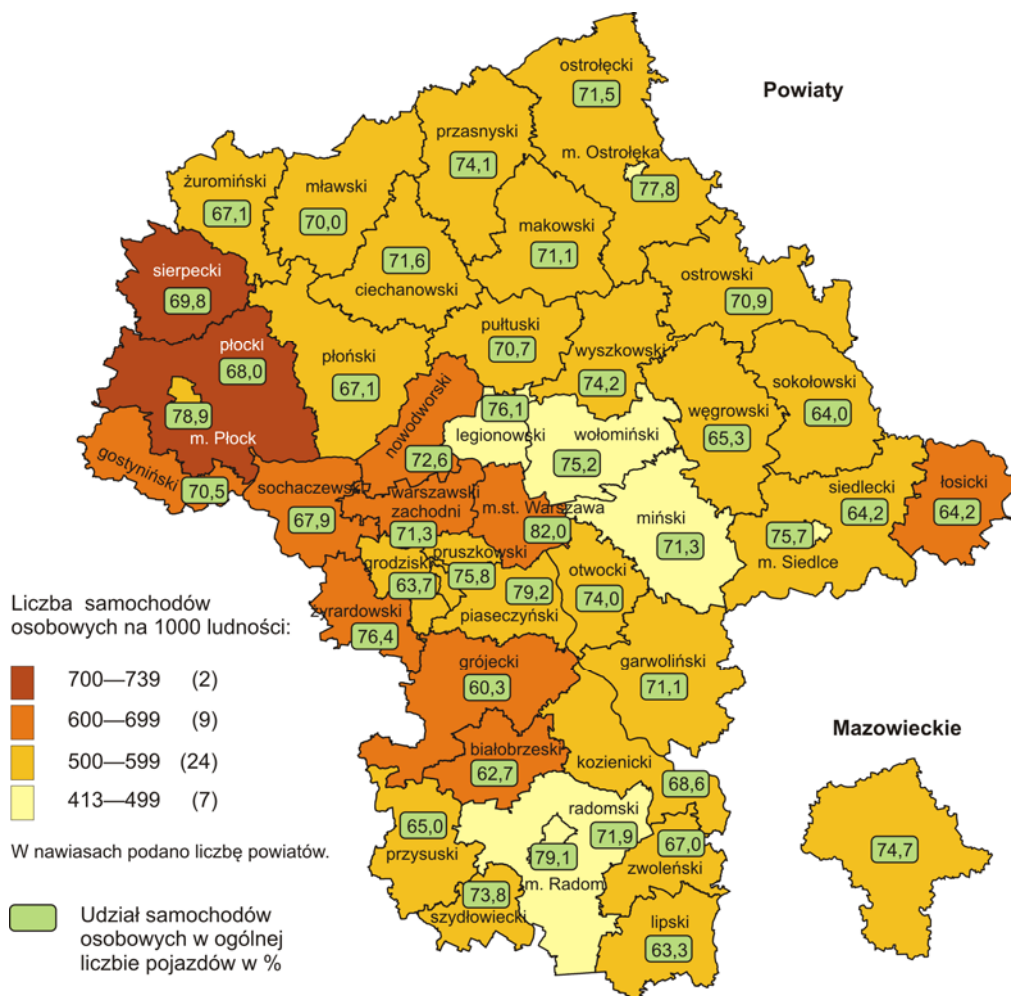 Powiaty
ostrołęcki
71,5
przasnyski
74,1
m. Ostrołęka
77,8
żuromiński
67,1
mławski
70,0
makowski
71,1
71,6
ciechanowski
sierpecki
69,8
ostrowski
70,9
płocki
68,0
płoński
67,1
pułtuski
70,7
wyszkowski
74,2
sokołowski
64,0
węgrowski
65,3
78,9
m. Płock
nowodworski
72,6
76,1
legionowski
wołomiński
75,2
gostyniński
70,5
sochaczewski
67,9
warszawski
zachodni
71,3
m.st. Warszawa
82,0
miński
71,3
siedlecki
64,2
75,7
m. Siedlce
łosicki
64,2
grodziski
63,7
pruszkowski
75,8
79,2
piaseczyński
otwocki
74,0
żyrardowski
76,4
grójecki
60,3
garwoliński
71,1
białobrzeski
62,7
kozienicki
68,6
65,0
przysuski
radomski
71,9
79,1
m. Radom
67,0
zwoleński
73,8
szydłowiecki
lipski
63,3
Liczba samochodów
osobowych na 1000 ludności:
700—739 (2)
600—699 (9)
500—599 (24)
413—499 (7)
W nawiasach podano liczbę powiatów.
Udział samochodów
osobowych w ogólnej
liczbie pojazdów w %
Mazowieckie
74,7